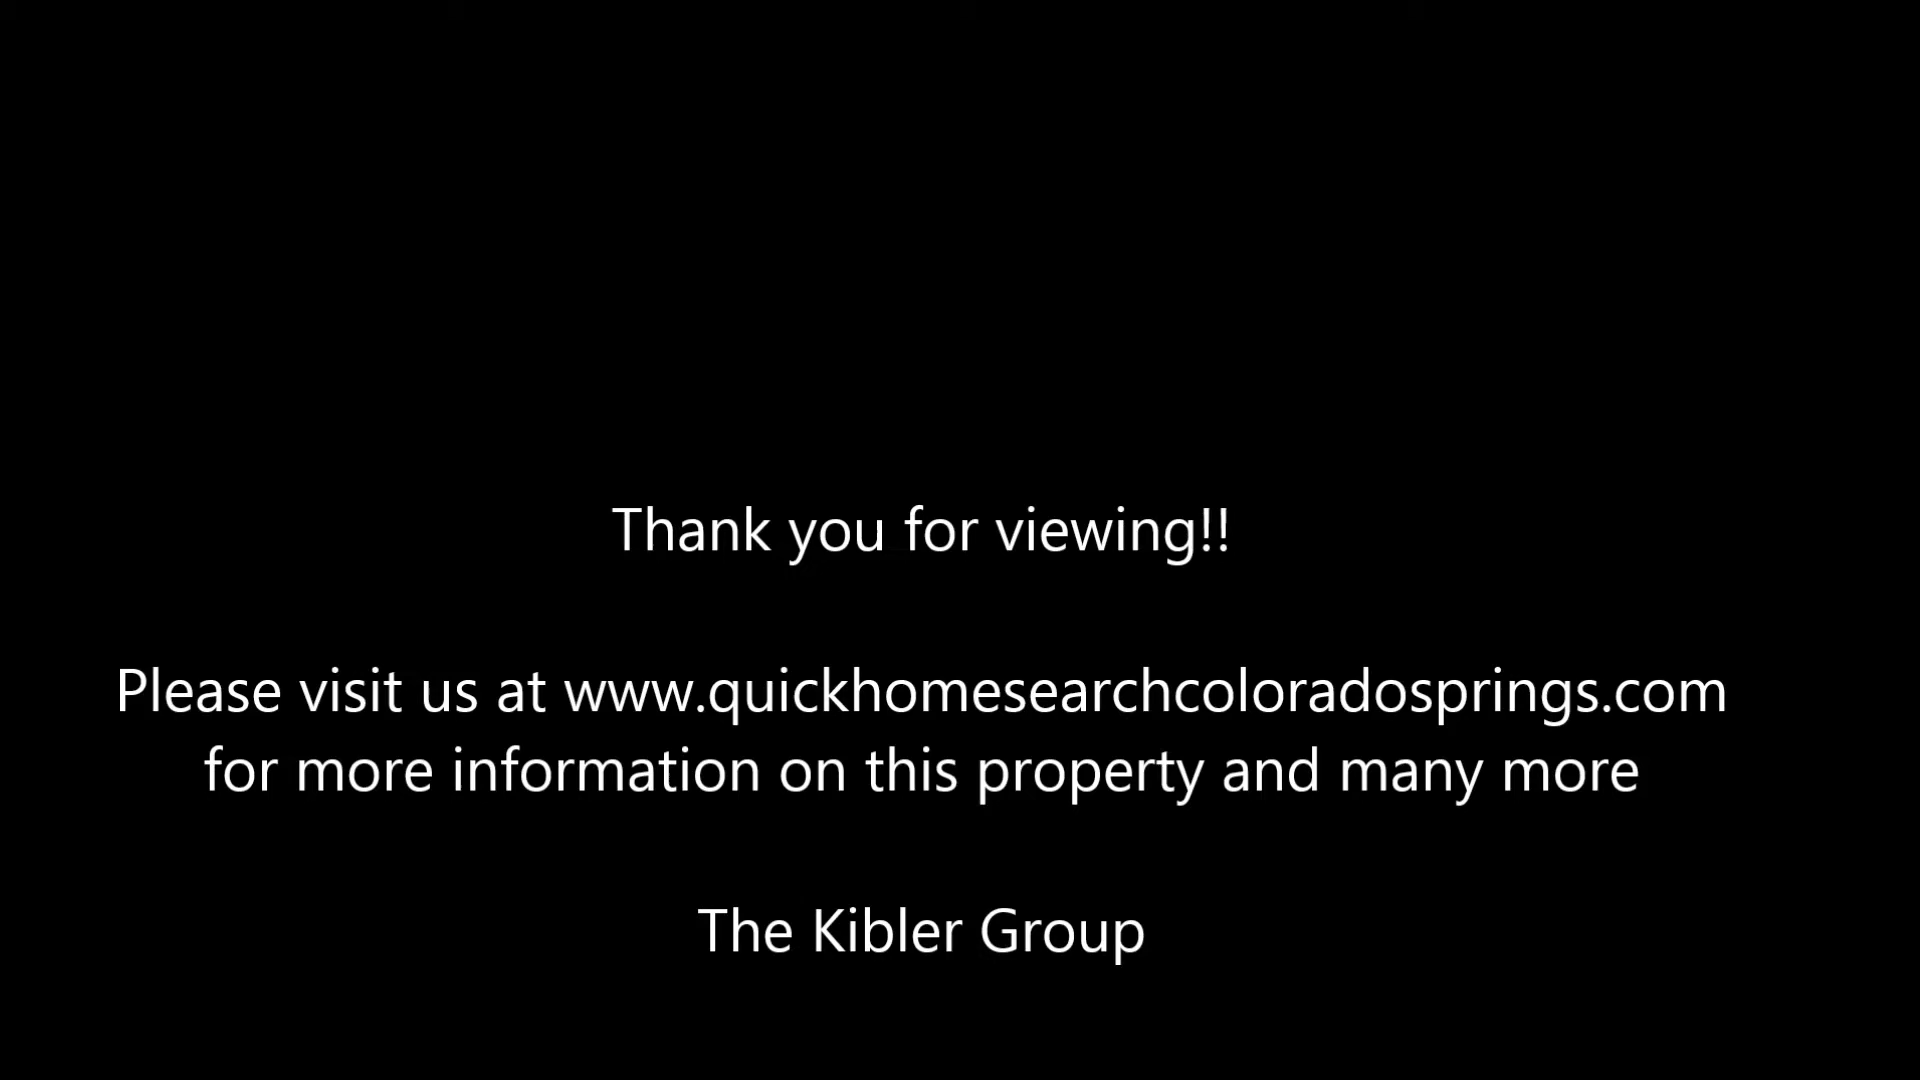 Thank you for viewing!!
Please visit us at www.quickhomesearchcoloradosprings.com
for more information on this property and many more
The Kibler Group